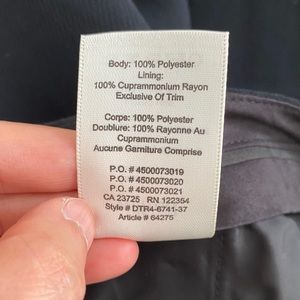 Body: 100% Polyester
Lining:
100% Cuprammonium Rayon
Exclusive Of Trim
Corps: 100% Polyester
Doublure: 100% Rayonne Au
Cuprammonium
Aucune Garniture Comprise
P.O. # 4500073019
P.O. # 4500073020
P.O. # 4500073021
CA 23725 RN 122354
Style # DTR4-6741-37
Article # 64275